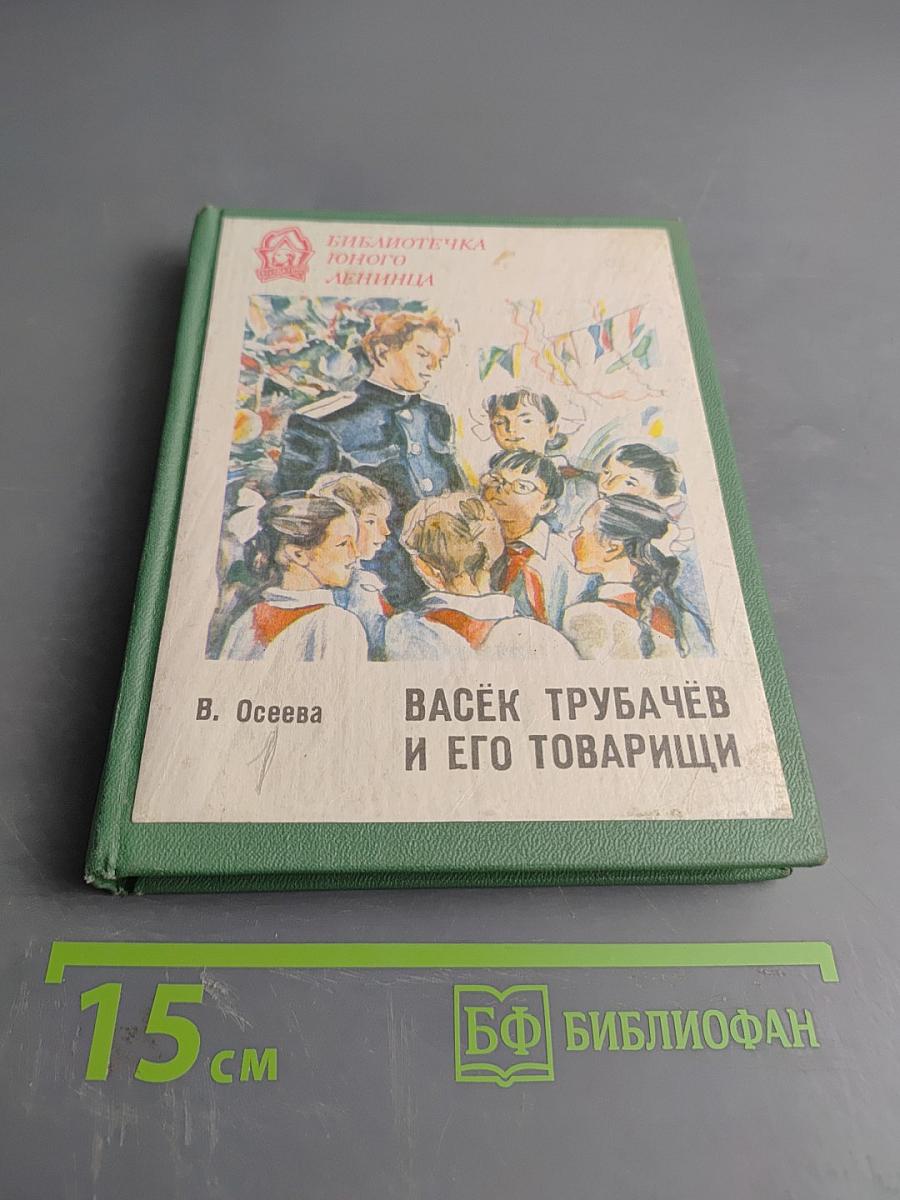 БИБЛИОТЕЧКА
ЮНОГО
ЛЕНИНЦА
В. Осеева
ВАСЁК ТРУБАЧЁВ
И ЕГО ТОВАРИЩИ
15 см
БФ БИБЛИОФАН